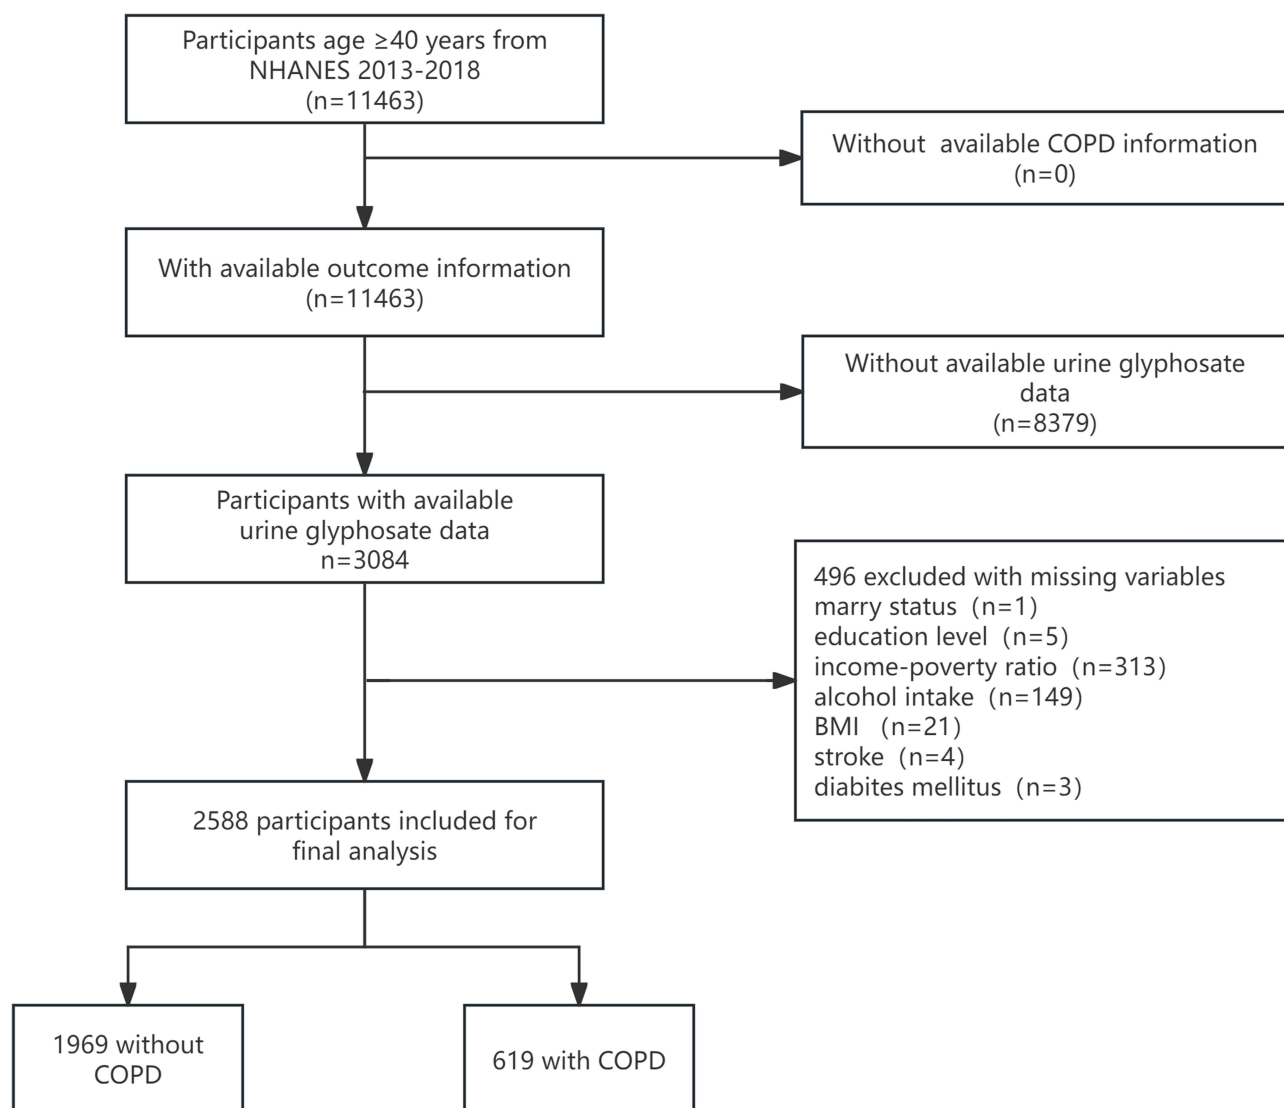 Participants age ≥40 years from
NHANES 2013-2018
(n=11463)
Without  available COPD information
(n=0)
With available outcome information
(n=11463)
Without available urine glyphosate
data
(n=8379)
Participants with available
urine glyphosate data
n=3084
496 excluded with missing variables
marry status（n=1）
education level（n=5）
income-poverty ratio（n=313）
alcohol intake（n=149）
BMI （n=21）
stroke（n=4）
diabites mellitus（n=3）
2588 participants included for
final analysis
1969 without
COPD
619 with COPD